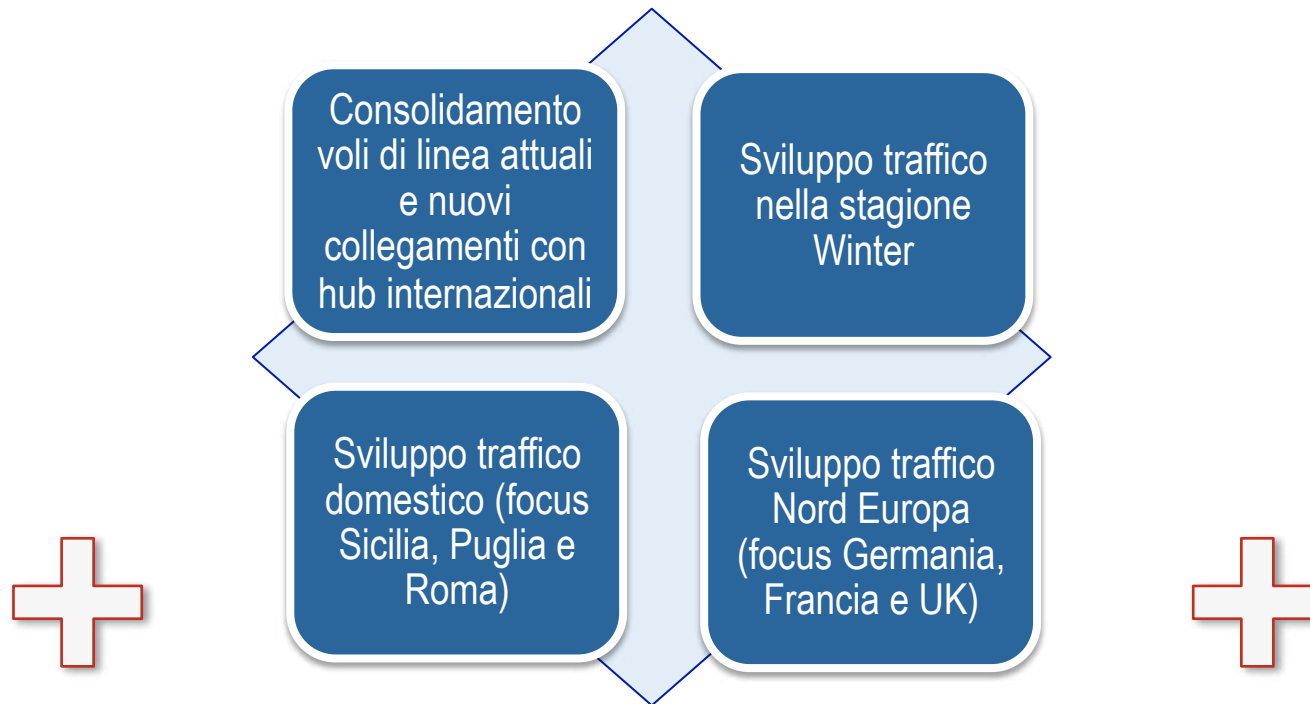 Consolidamento
voli di linea attuali
e nuovi
collegamenti con
hub internazionali
Sviluppo traffico
nella stagione
Winter
Sviluppo traffico
domestico (focus
Sicilia, Puglia e
Roma)
Sviluppo traffico
Nord Europa
(focus Germania,
Francia e UK)